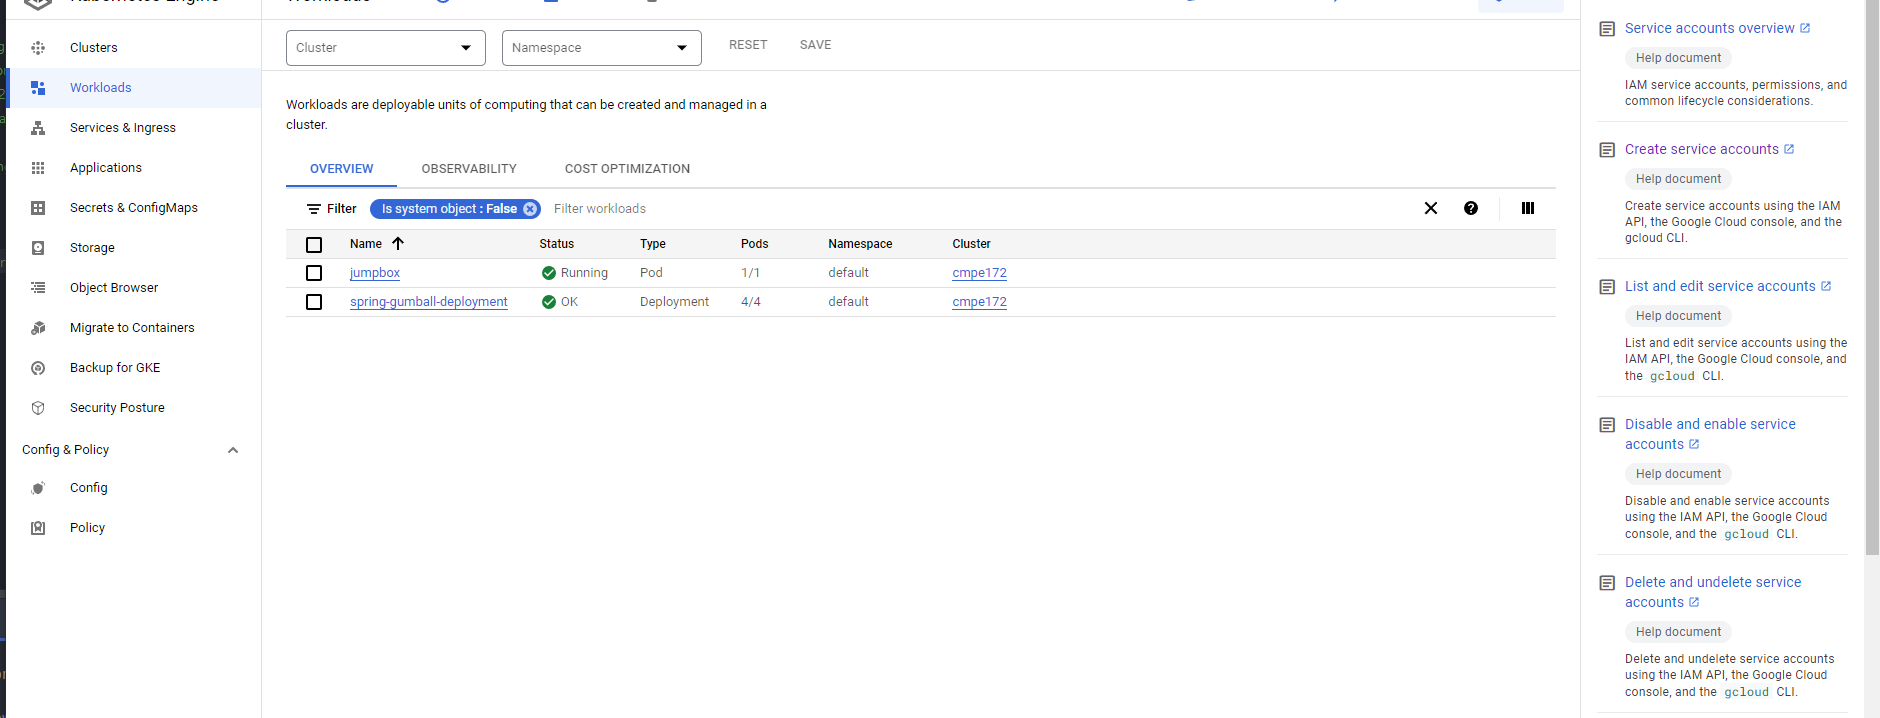 Clusters
Workloads
Services & Ingress
Applications
Secrets & ConfigMaps
Storage
Object Browser
Migrate to Containers
Backup for GKE
Security Posture
Config & Policy
Config
Policy
Cluster
Namespace
RESET
SAVE
Workloads are deployable units of computing that can be created and managed in a
cluster.
OVERVIEW
OBSERVABILITY
COST OPTIMIZATION
Filter Is system object : False Filter workloads
Name Status Type Pods Namespace Cluster
jumpbox Running Pod 1/1 default cmpe172
spring-gumball-deployment OK Deployment 4/4 default cmpe172
Service accounts overview
Help document
IAM service accounts, permissions, and
common lifecycle considerations.
Create service accounts
Help document
Create service accounts using the IAM
API, the Google Cloud console, and the
gcloud CLI.
List and edit service accounts
Help document
List and edit service accounts using the
IAM API, the Google Cloud console, and
the gcloud CLI.
Disable and enable service
accounts
Help document
Disable and enable service accounts
using the IAM API, the Google Cloud
console, and the gcloud CLI.
Delete and undelete service
accounts
Help document
Delete and undelete service accounts
using the IAM API, the Google Cloud
console, and the gcloud CLI.